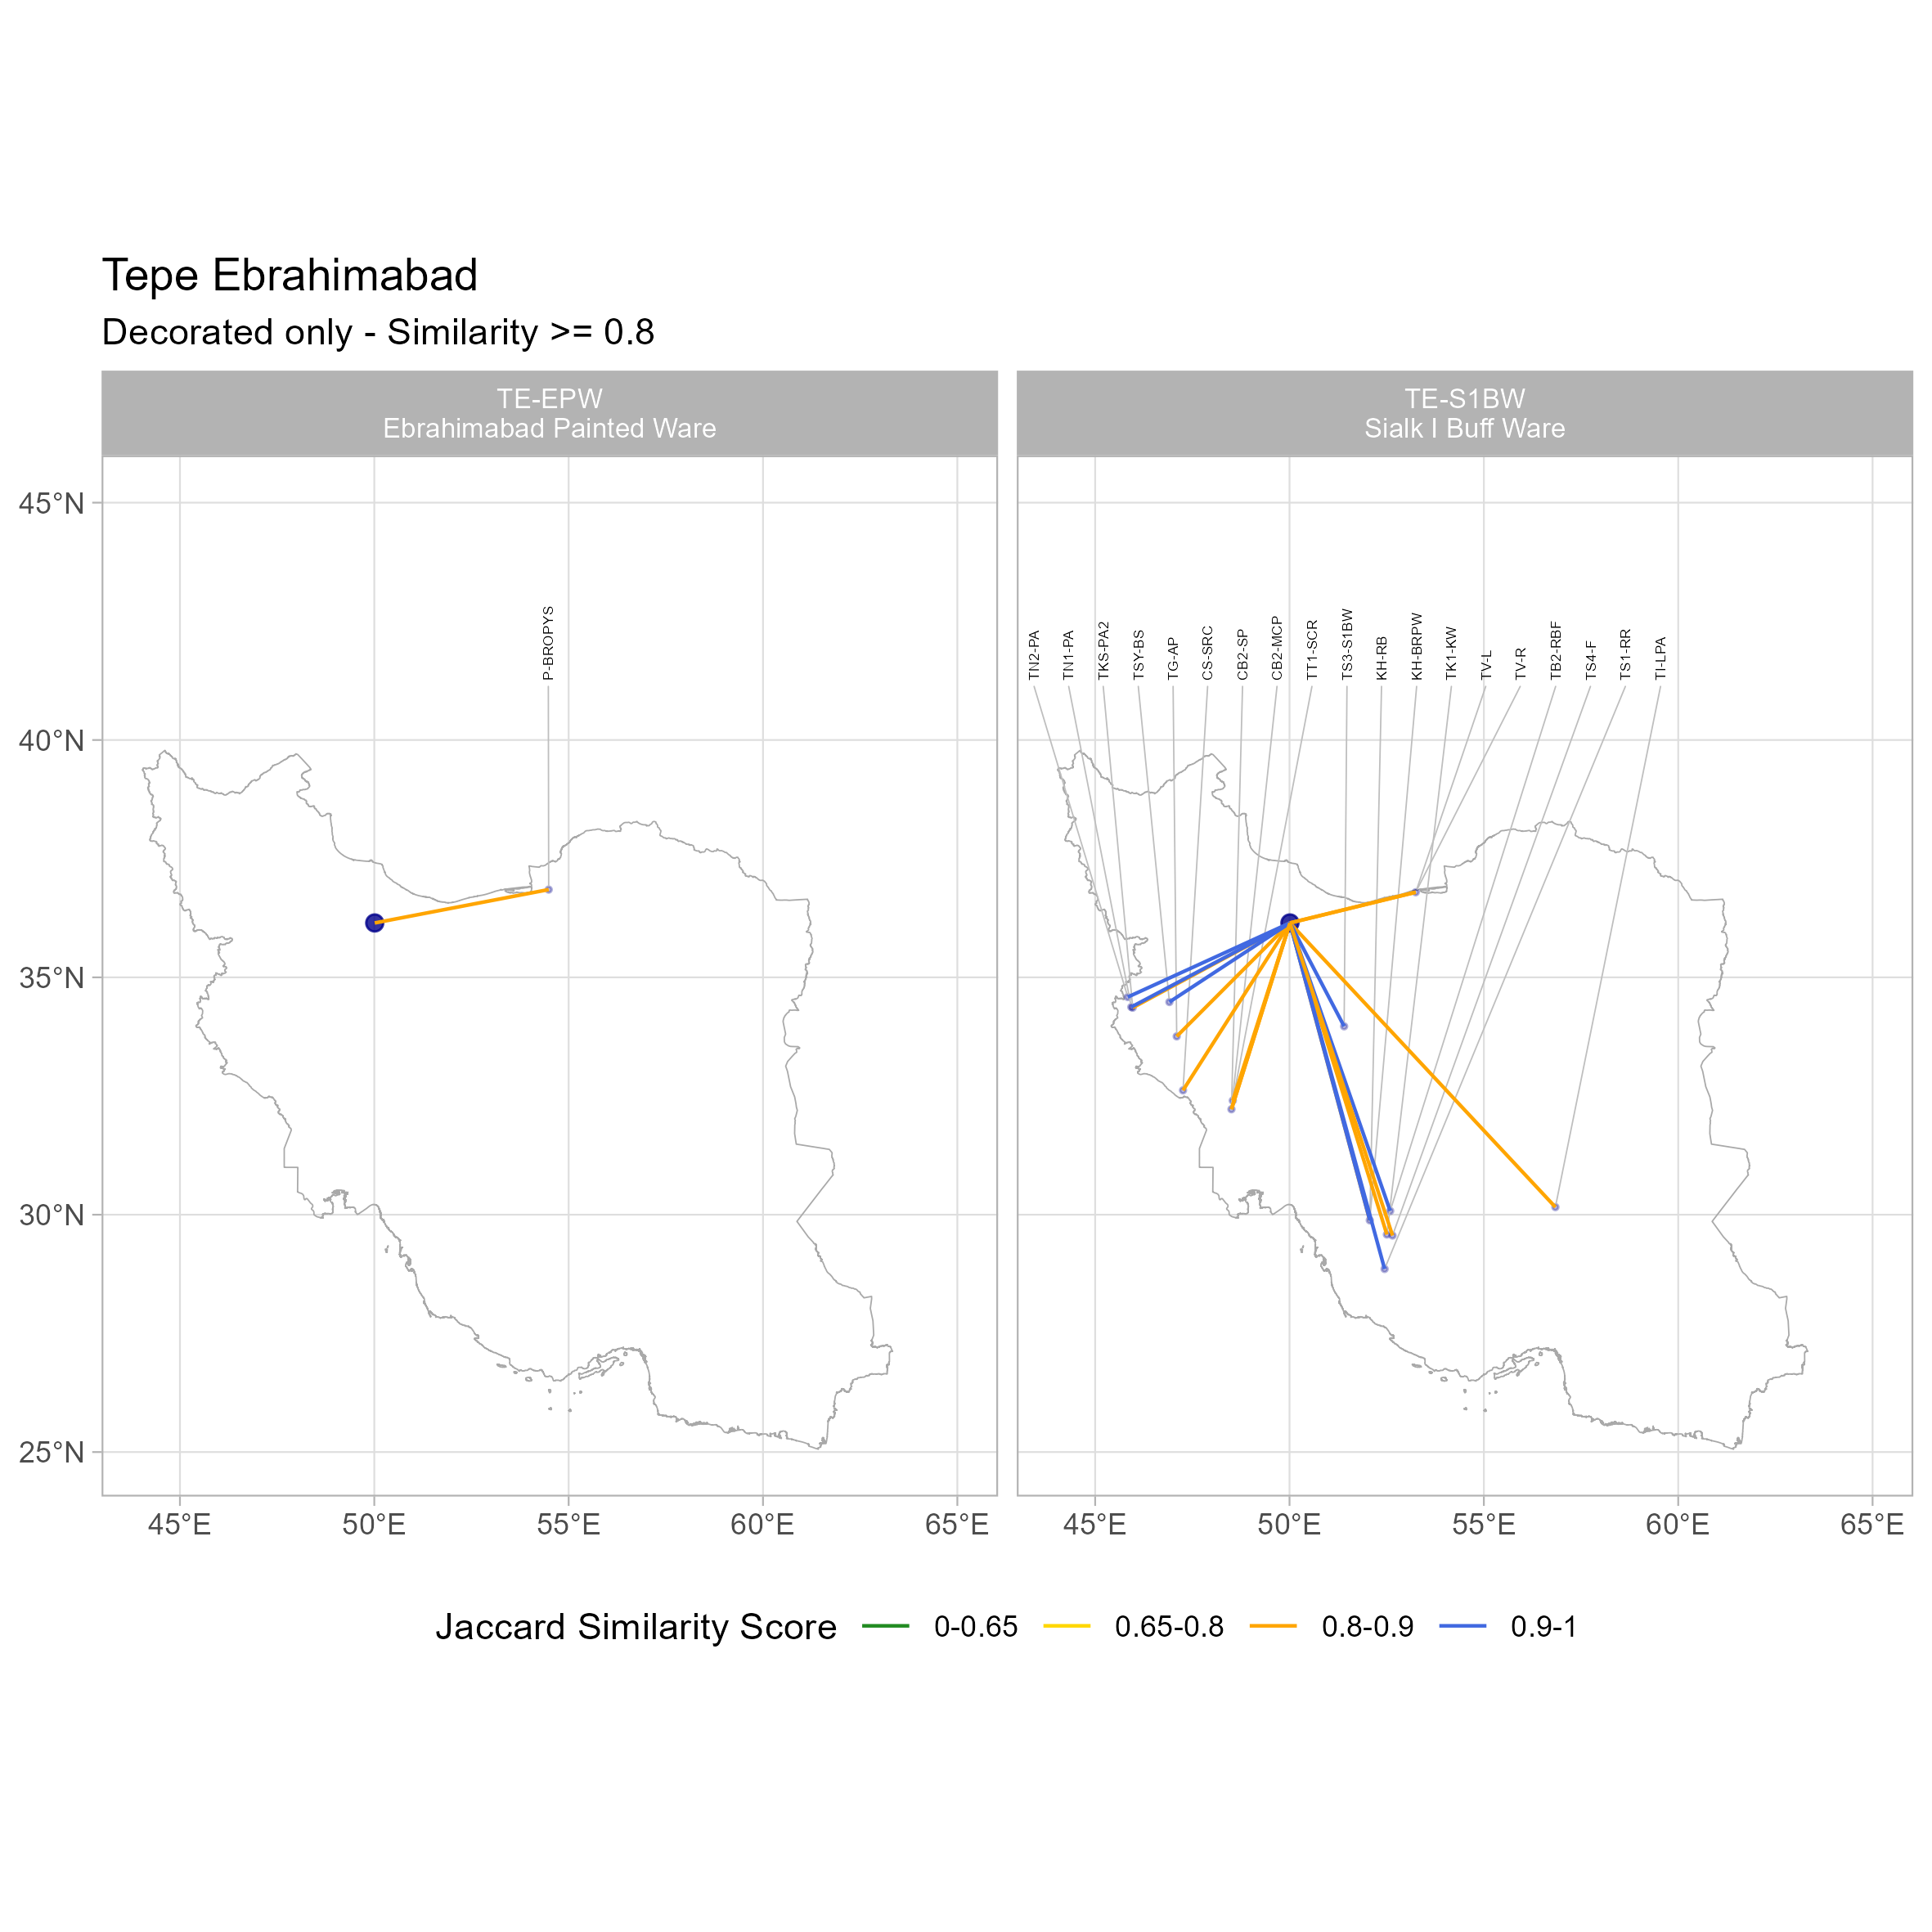 Tepe Ebrahimabad
Decorated only - Similarity >= 0.8
TE-EPW
Ebrahimabad Painted Ware
TE-S1BW
Sialk I Buff Ware
45°N
40°N
35°N
30°N
25°N
P-BROPYS
TN2-PA
TN1-PA
TKS-PA2
TSY-BS
TG-AP
CS-SRC
CB2-SP
CB2-MCP
TT1-SCR
TS3-S1BW
KH-RB
KH-BRPW
TK1-KW
TV-L
TV-R
TB2-RBF
TS4-F
TS1-RR
TI-LPA
45°E 50°E 55°E 60°E 65°E
45°E 50°E 55°E 60°E 65°E
Jaccard Similarity Score 0-0.65 0.65-0.8 0.8-0.9 0.9-1